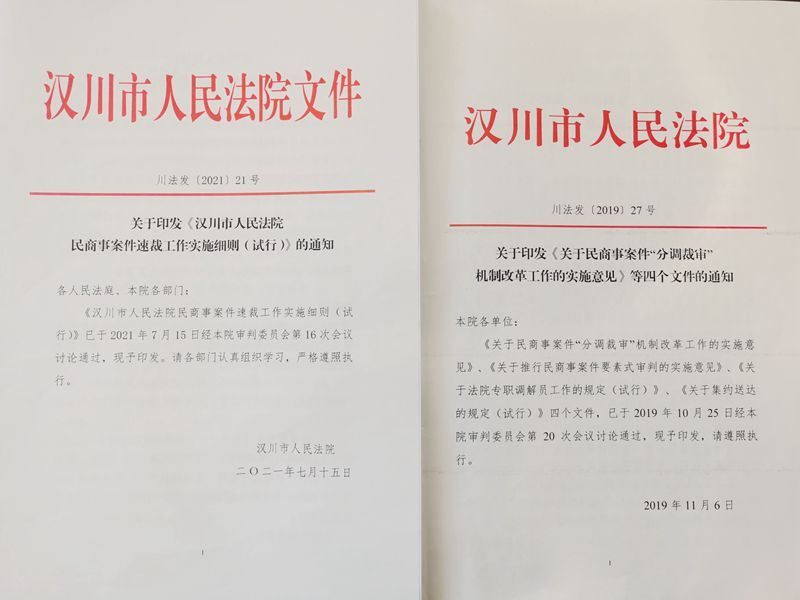 汉川市人民法院文件
川法发〔2021〕21号
关于印发《汉川市人民法院
民商事案件速裁工作实施细则（试行）》的通知
各人民法庭、本院各部门：
《汉川市人民法院民商事案件速裁工作实施细则（试
行）》已于2021年7月15日经本院审判委员会第16次会议
讨论通过，现予印发。请各部门认真组织学习，严格遵照执
行。
汉川市人民法院
二〇二一年七月十五日
1
汉川市人民法院
川法发〔2019〕27号
关于印发《关于民商事案件“分调裁审”
机制改革工作的实施意见》等四个文件的通知
本院各单位：
《关于民商事案件“分调裁审”机制改革工作的实施意
见》、《关于推行民商事案件要素式审判的实施意见》、《关
于法院专职调解员工作的规定（试行）》、《关于集约送达
的规定（试行）》四个文件，已于2019年10月25日经本
院审判委员会第20次会议讨论通过，现予印发，请遵照执
行。
2019年11月6日
1